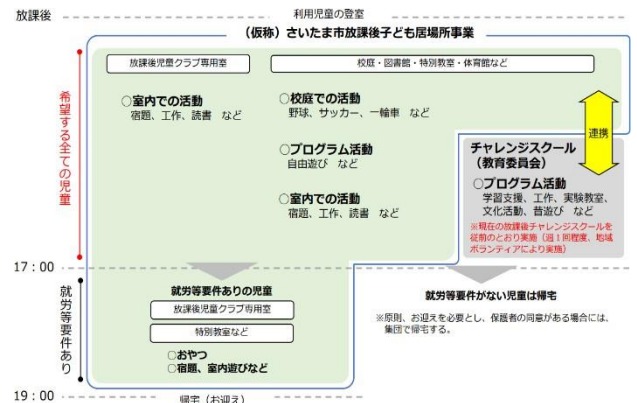 放課後
利用児童の登室
（仮称）さいたま市放課後子ども居場所事業
希望する全ての児童
放課後児童クラブ専用室
○室内での活動
宿題、工作、読書 など
校庭・図書館・特別教室・体育館など
○校庭での活動
野球、サッカー、一輪車 など
○プログラム活動
自由遊び など
○室内での活動
宿題、工作、読書 など
連携
チャレンジスクール
（教育委員会）
○プログラム活動
学習支援、工作、実験教室、
文化活動、昔遊び など
※現在の放課後チャレンジスクールを
従前のとおり実施（週１回程度、地域
ボランティアにより実施）
17：00
就労等要件あり
就労等要件ありの児童
放課後児童クラブ専用室
特別教室など
○おやつ
○宿題、室内遊びなど
就労等要件がない児童は帰宅
※原則、お迎えを必要とし、保護者の同意がある場合には、
集団で帰宅する。
19：00
帰宅（お迎え）